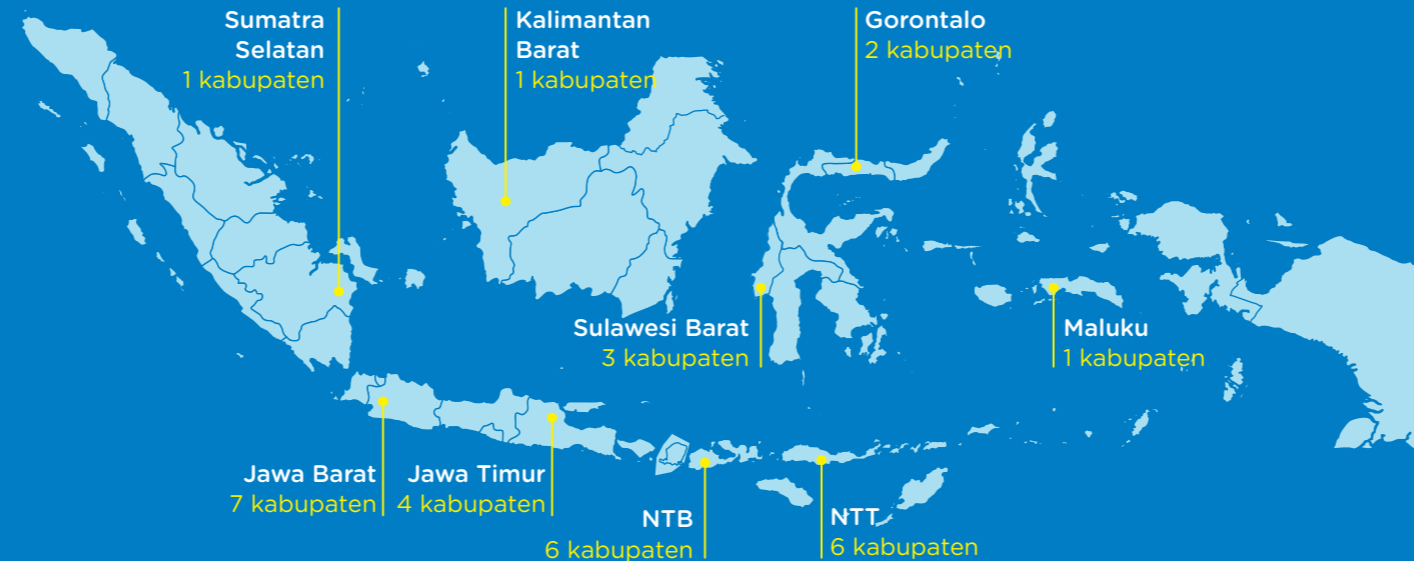 Sumatra
Selatan
1 kabupaten
Kalimantan
Barat
1 kabupaten
Gorontalo
2 kabupaten
Sulawesi Barat
3 kabupaten
Maluku
1 kabupaten
Jawa Barat
7 kabupaten
Jawa Timur
4 kabupaten
NTB
6 kabupaten
NTT
6 kabupaten